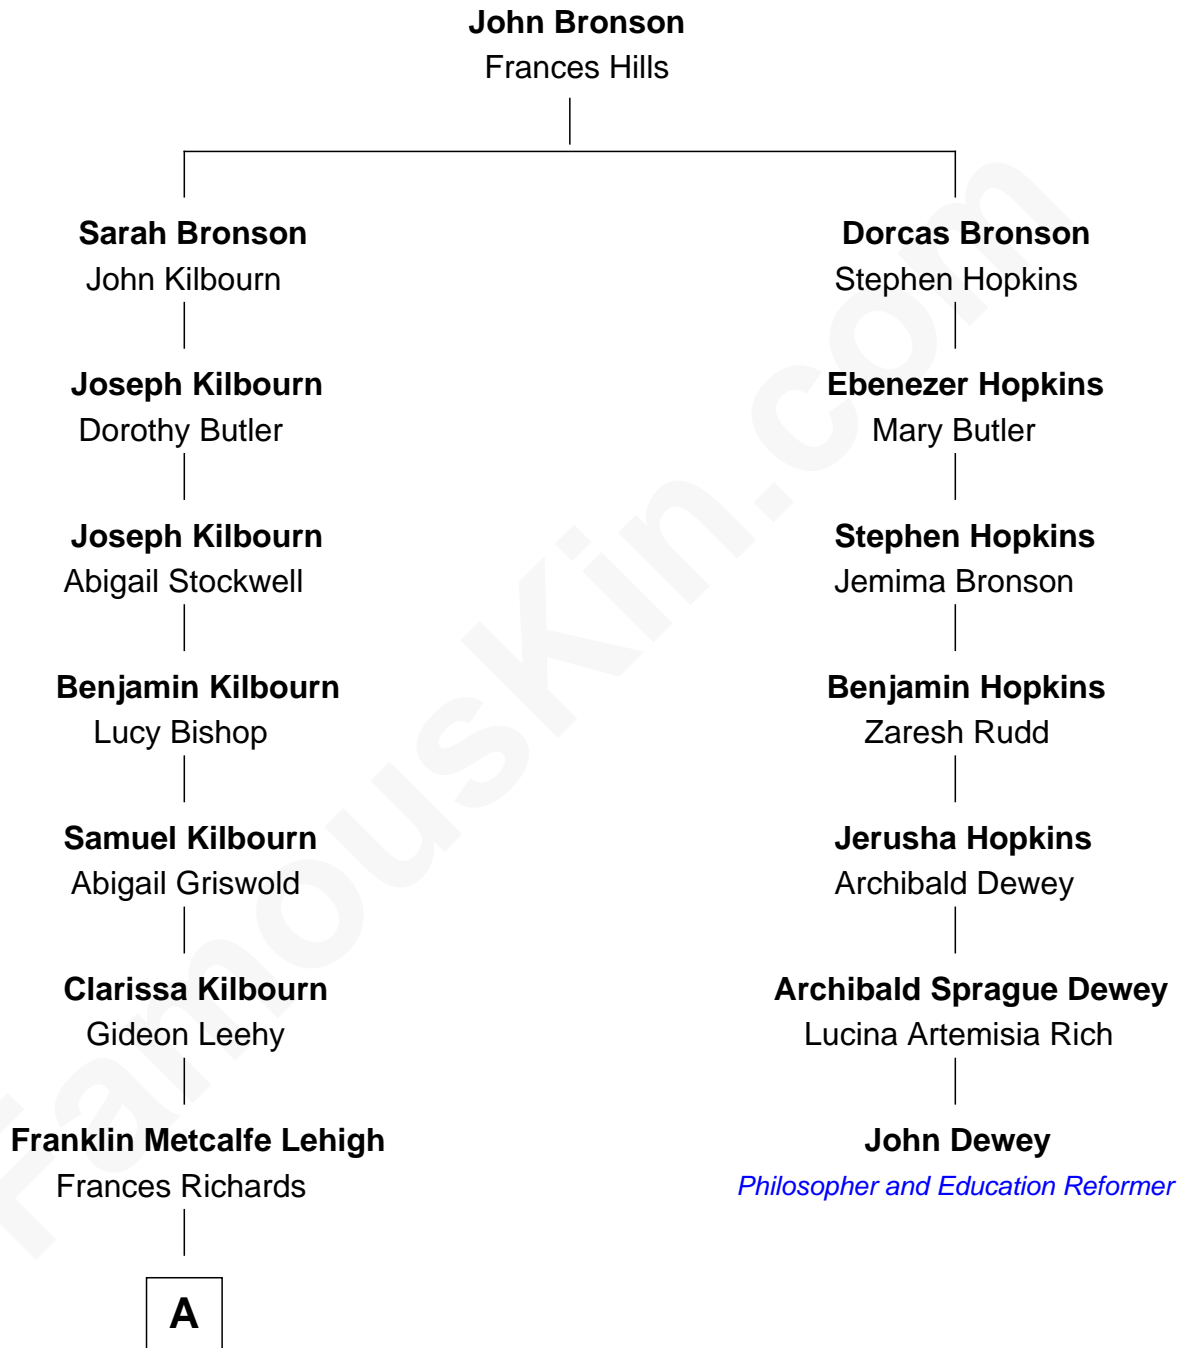 John Bronson
Frances Hills
Sarah Bronson
John Kilbourn
Dorcas Bronson
Stephen Hopkins
Joseph Kilbourn
Dorothy Butler
Ebenezer Hopkins
Mary Butler
Joseph Kilbourn
Abigail Stockwell
Stephen Hopkins
Jemima Bronson
Benjamin Kilbourn
Lucy Bishop
Benjamin Hopkins
Zaresh Rudd
Samuel Kilbourn
Abigail Griswold
Jerusha Hopkins
Archibald Dewey
Clarissa Kilbourn
Gideon Leehy
Archibald Sprague Dewey
Lucina Artemisia Rich
Franklin Metcalfe Lehigh
Frances Richards
John Dewey
Philosopher and Education Reformer
A
FamousKin.com